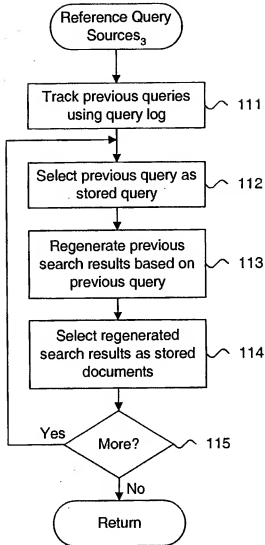 Reference Query
Sources3
Track previous queries
using query log
111
Select previous query as
stored query
112
Regenerate previous
search results based on
previous query
113
Select regenerated
search results as stored
documents
114
Yes
More?
115
No
Return